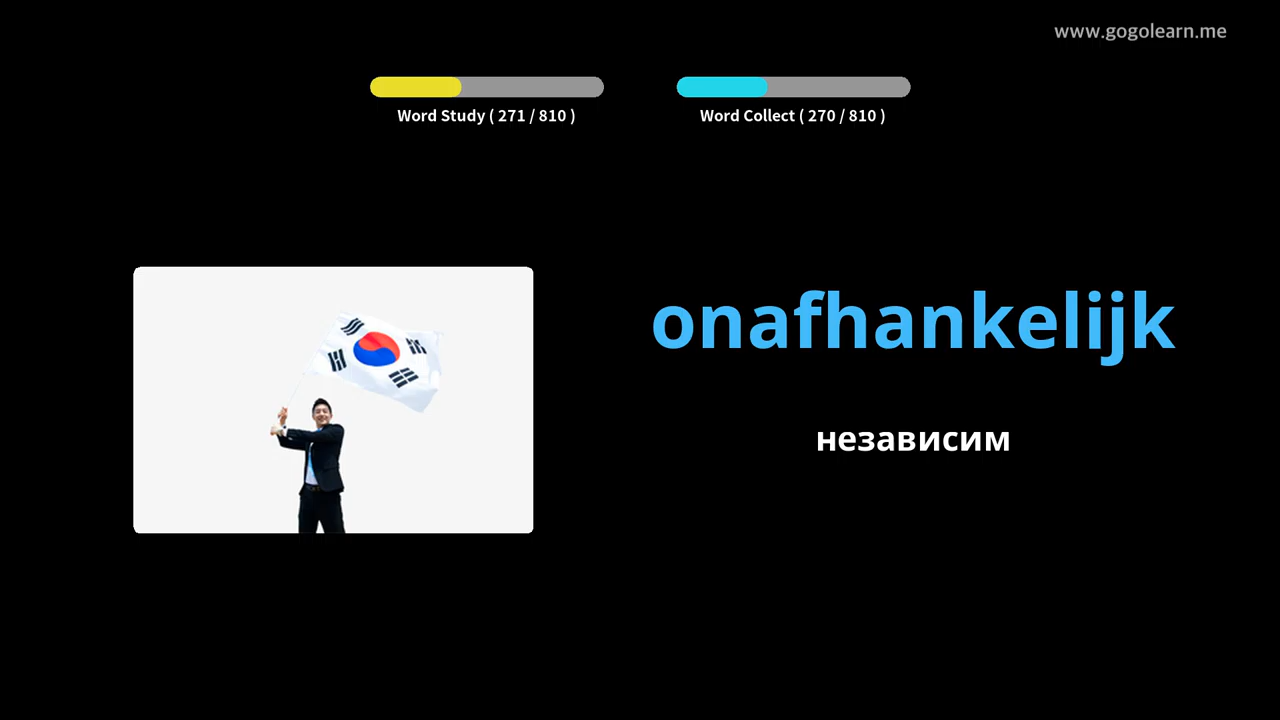 www.gogolearn.me
Word Study ( 271 / 810 )
Word Collect ( 270 / 810 )
onafhankelijk
независим